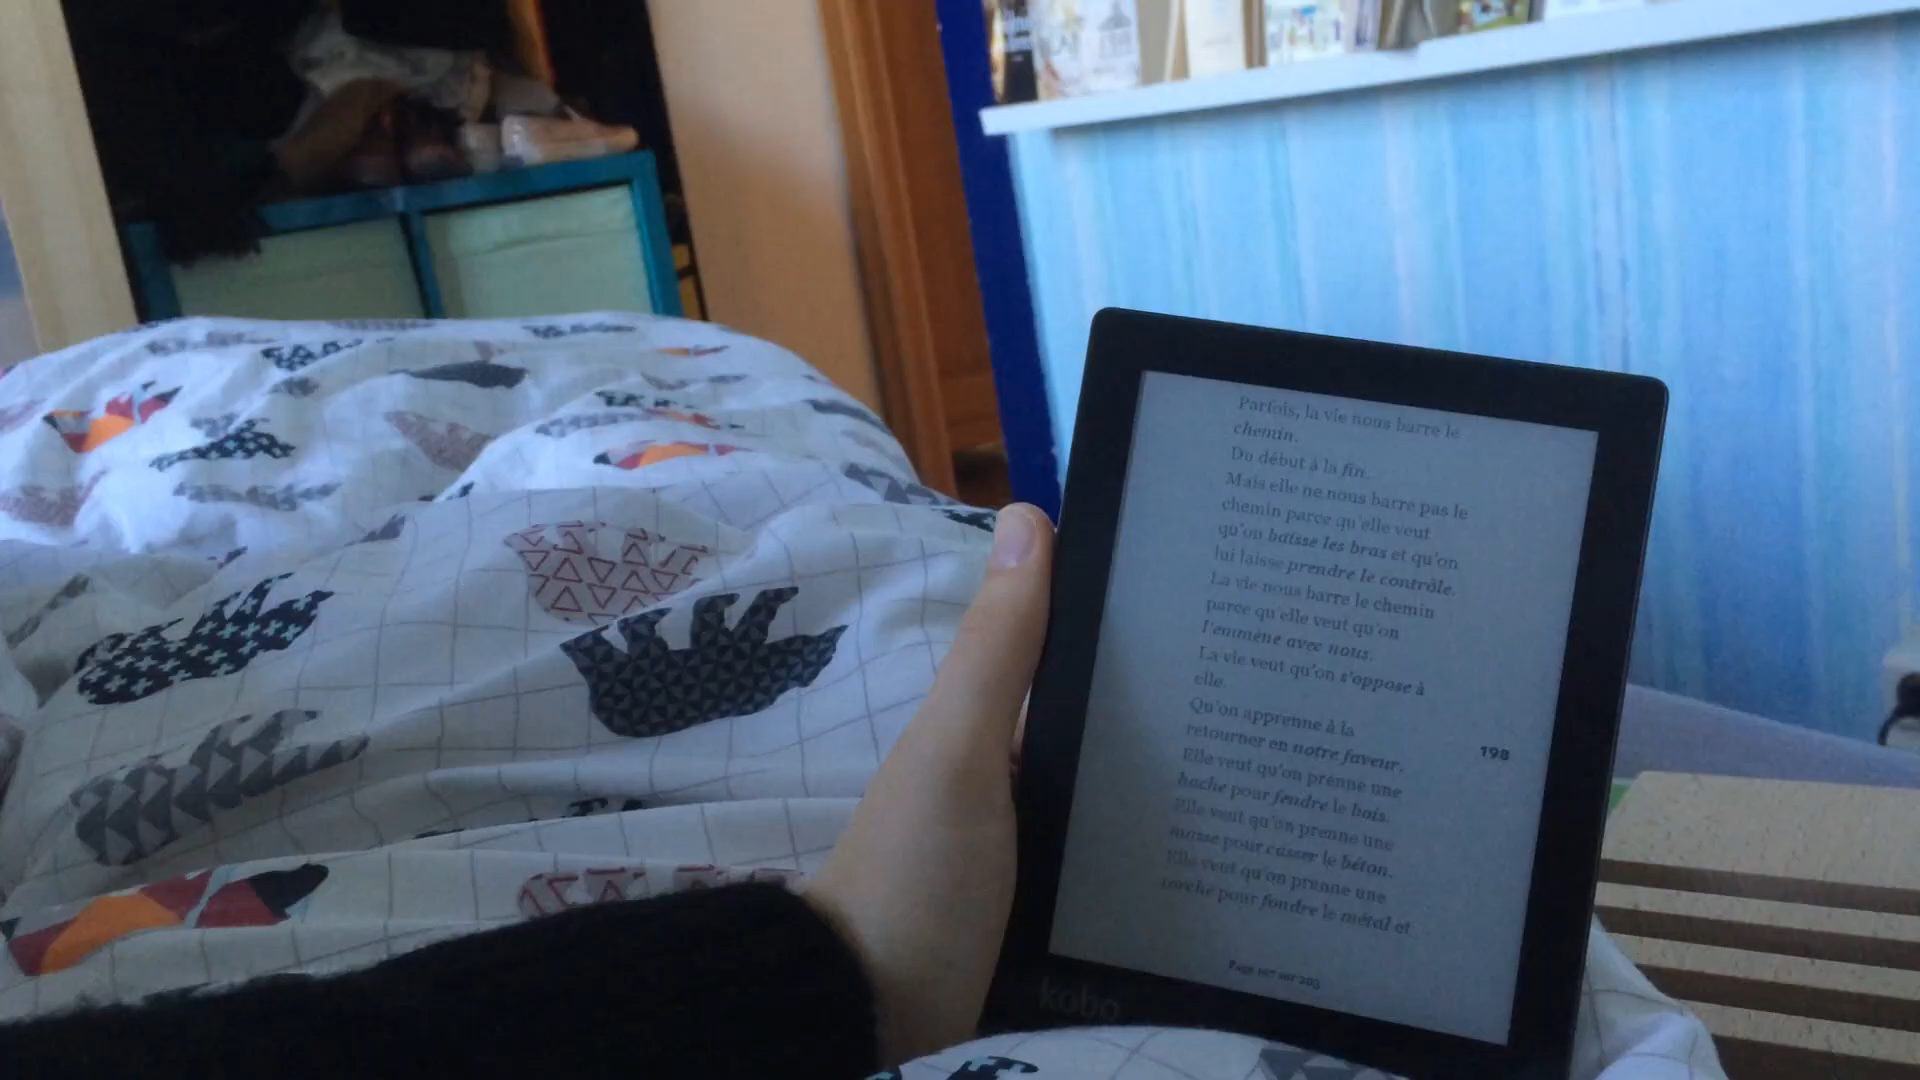 Parfois, la vie nous barre le
chemin.
Du début à la fin.
Mais elle ne nous barre pas le
chemin parce qu'elle veut
qu'on baisse les bras et qu'on
lui laisse prendre le contrôle.
La vie nous barre le chemin
parce qu'elle veut qu'on
l'emmène avec nous.
La vie veut qu'on s'oppose à
elle.
Qu'on apprenne à la
retourner en notre faveur.
198
Elle veut qu'on prenne une
hache pour fendre le bois.
Elle veut qu'on prenne une
masse pour casser le béton.
Elle veut qu'on prenne une
torche pour fondre le métal et
Page 167 sur 203
kobo